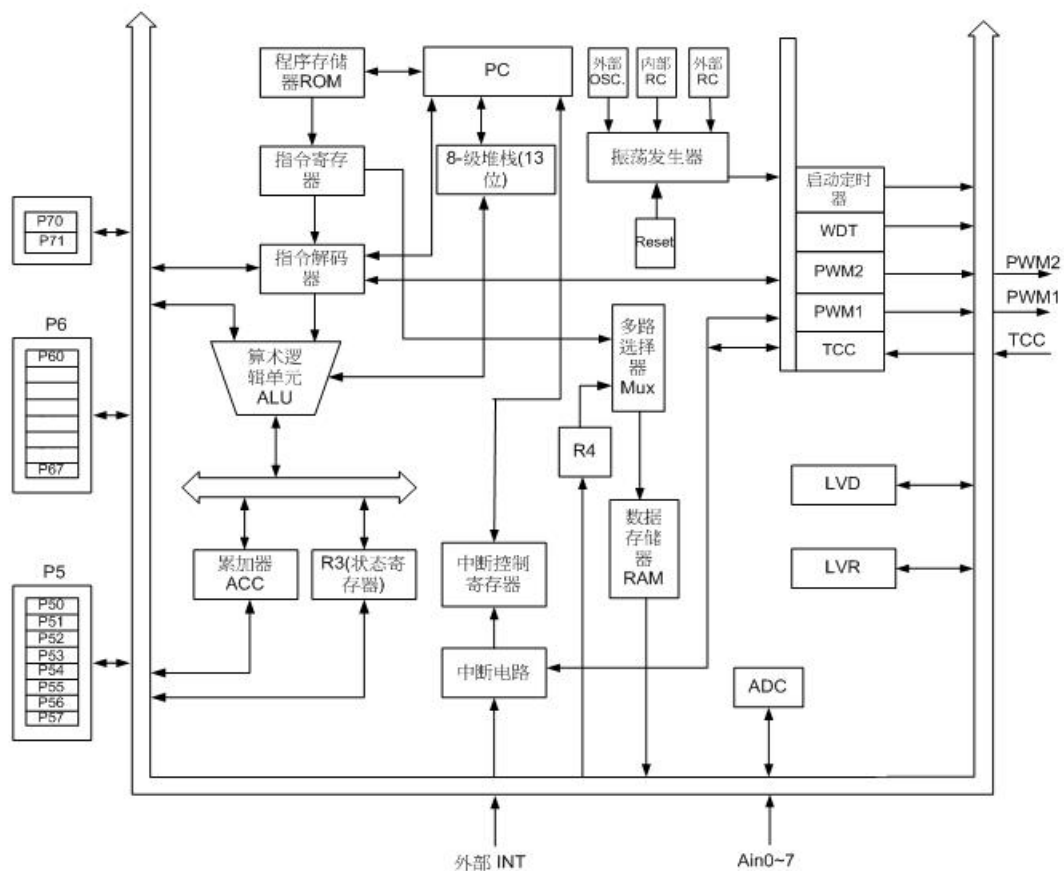 程序存储
器ROM
PC
外部
OSC.
内部
RC
外部
RC
指令寄存
器
8-级堆栈(13
位)
振荡发生器
启动定时
器
P70
P71
Reset
WDT
指令解码
器
PWM2
PWM2
PWM1
PWM1
P6
TCC
TCC
P60
算术逻
辑单元
ALU
多路
选择
器
Mux
R4
P67
LVD
数据
存储
器
RAM
累加器
ACC
R3(状态寄
存器)
中断控制
寄存器
LVR
P5
P50
P51
P52
P53
P54
P55
P56
P57
中断电路
ADC
外部 INT
Ain0~7